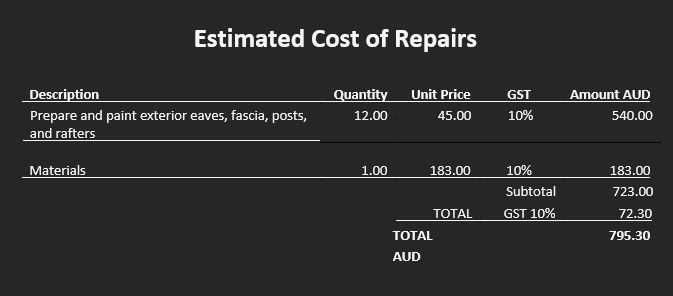 Estimated Cost of Repairs
Description Quantity Unit Price GST Amount AUD
Prepare and paint exterior eaves, fascia, posts, 12.00 45.00 10% 540.00
and rafters
Materials 1.00 183.00 10% 183.00
Subtotal 723.00
TOTAL GST 10% 72.30
TOTAL 795.30
AUD